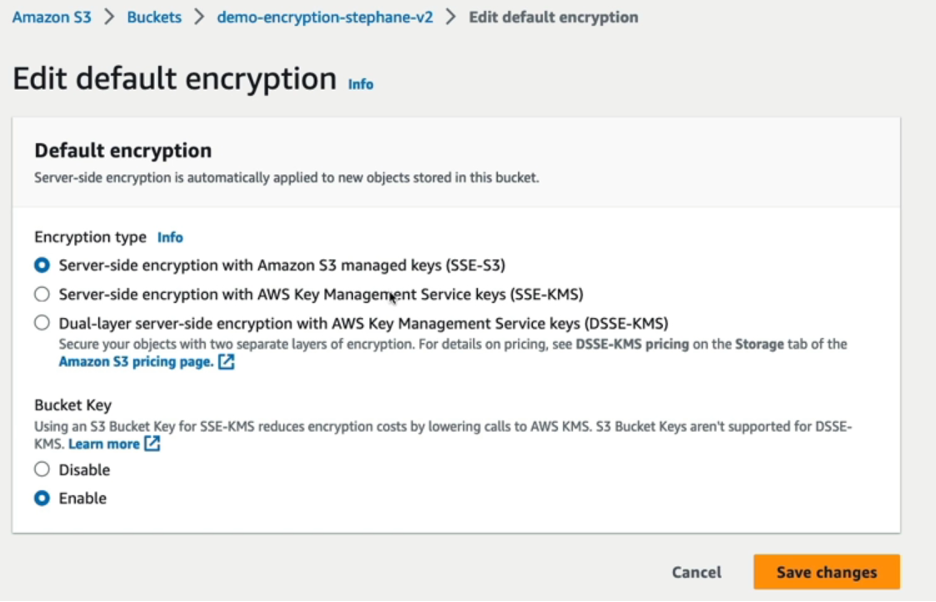 Amazon S3 > Buckets > demo-encryption-stephane-v2 > Edit default encryption
Edit default encryption Info
Default encryption
Server-side encryption is automatically applied to new objects stored in this bucket.
Encryption type Info
Server-side encryption with Amazon S3 managed keys (SSE-S3)
Server-side encryption with AWS Key Management Service keys (SSE-KMS)
Dual-layer server-side encryption with AWS Key Management Service keys (DSSE-KMS)
Secure your objects with two separate layers of encryption. For details on pricing, see DSSE-KMS pricing on the Storage tab of the
Amazon S3 pricing page.
Bucket Key
Using an S3 Bucket Key for SSE-KMS reduces encryption costs by lowering calls to AWS KMS. S3 Bucket Keys aren't supported for DSSE-
KMS. Learn more
Disable
Enable
Cancel Save changes